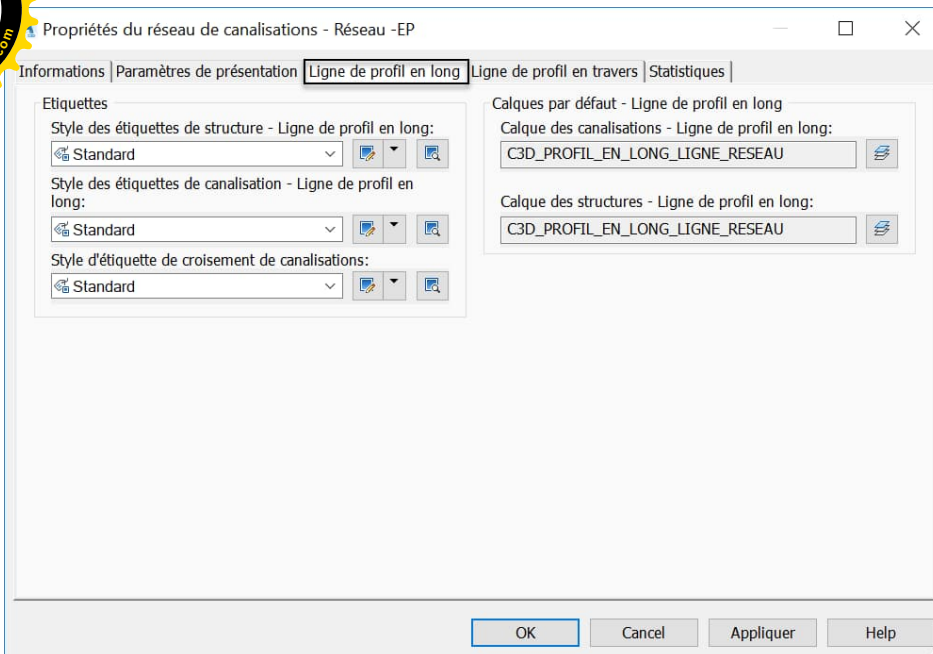 Propriétés du réseau de canalisations - Réseau -EP
Informations
Paramètres de présentation
Ligne de profil en long
Ligne de profil en travers
Statistiques
Etiquettes
Style des étiquettes de structure - Ligne de profil en long:
Standard
Style des étiquettes de canalisation - Ligne de profil en
long:
Standard
Style d'étiquette de croisement de canalisations:
Standard
Calques par défaut - Ligne de profil en long
Calque des canalisations - Ligne de profil en long:
C3D_PROFIL_EN_LONG_LIGNE_RESEAU
Calque des structures - Ligne de profil en long:
C3D_PROFIL_EN_LONG_LIGNE_RESEAU
OK
Cancel
Appliquer
Help